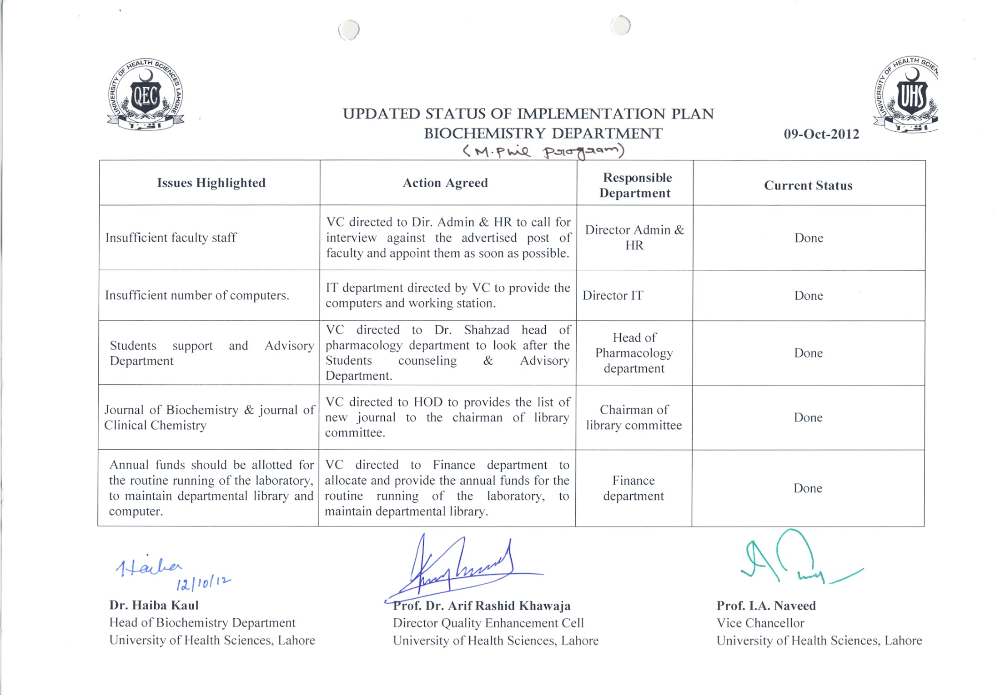 UNIVERSITY OF HEALTH SCIENCES LAHORE
QEC
UNIVERSITY OF HEALTH SCIEN
UHS
UPDATED STATUS OF IMPLEMENTATION PLAN
BIOCHEMISTRY DEPARTMENT
09-Oct-2012
(M.Phil Program)
Issues Highlighted
Action Agreed
Responsible
Department
Current Status
Insufficient faculty staff
VC directed to Dir. Admin & HR to call for
interview against the advertised post of
faculty and appoint them as soon as possible.
Director Admin &
HR
Done
Insufficient number of computers.
IT department directed by VC to provide the
computers and working station.
Director IT
Done
Students support and Advisory
Department
VC directed to Dr. Shahzad head of
pharmacology department to look after the
Students counseling & Advisory
Department.
Head of
Pharmacology
department
Done
Journal of Biochemistry & journal of
Clinical Chemistry
VC directed to HOD to provides the list of
new journal to the chairman of library
committee.
Chairman of
library committee
Done
Annual funds should be allotted for
the routine running of the laboratory,
to maintain departmental library and
computer.
VC directed to Finance department to
allocate and provide the annual funds for the
routine running of the laboratory, to
maintain departmental library.
Finance
department
Done
Haiba
12/10/12
Dr. Haiba Kaul
Head of Biochemistry Department
University of Health Sciences, Lahore
Prof. Dr. Arif Rashid Khawaja
Director Quality Enhancement Cell
University of Health Sciences, Lahore
Prof. I.A. Naveed
Vice Chancellor
University of Health Sciences, Lahore